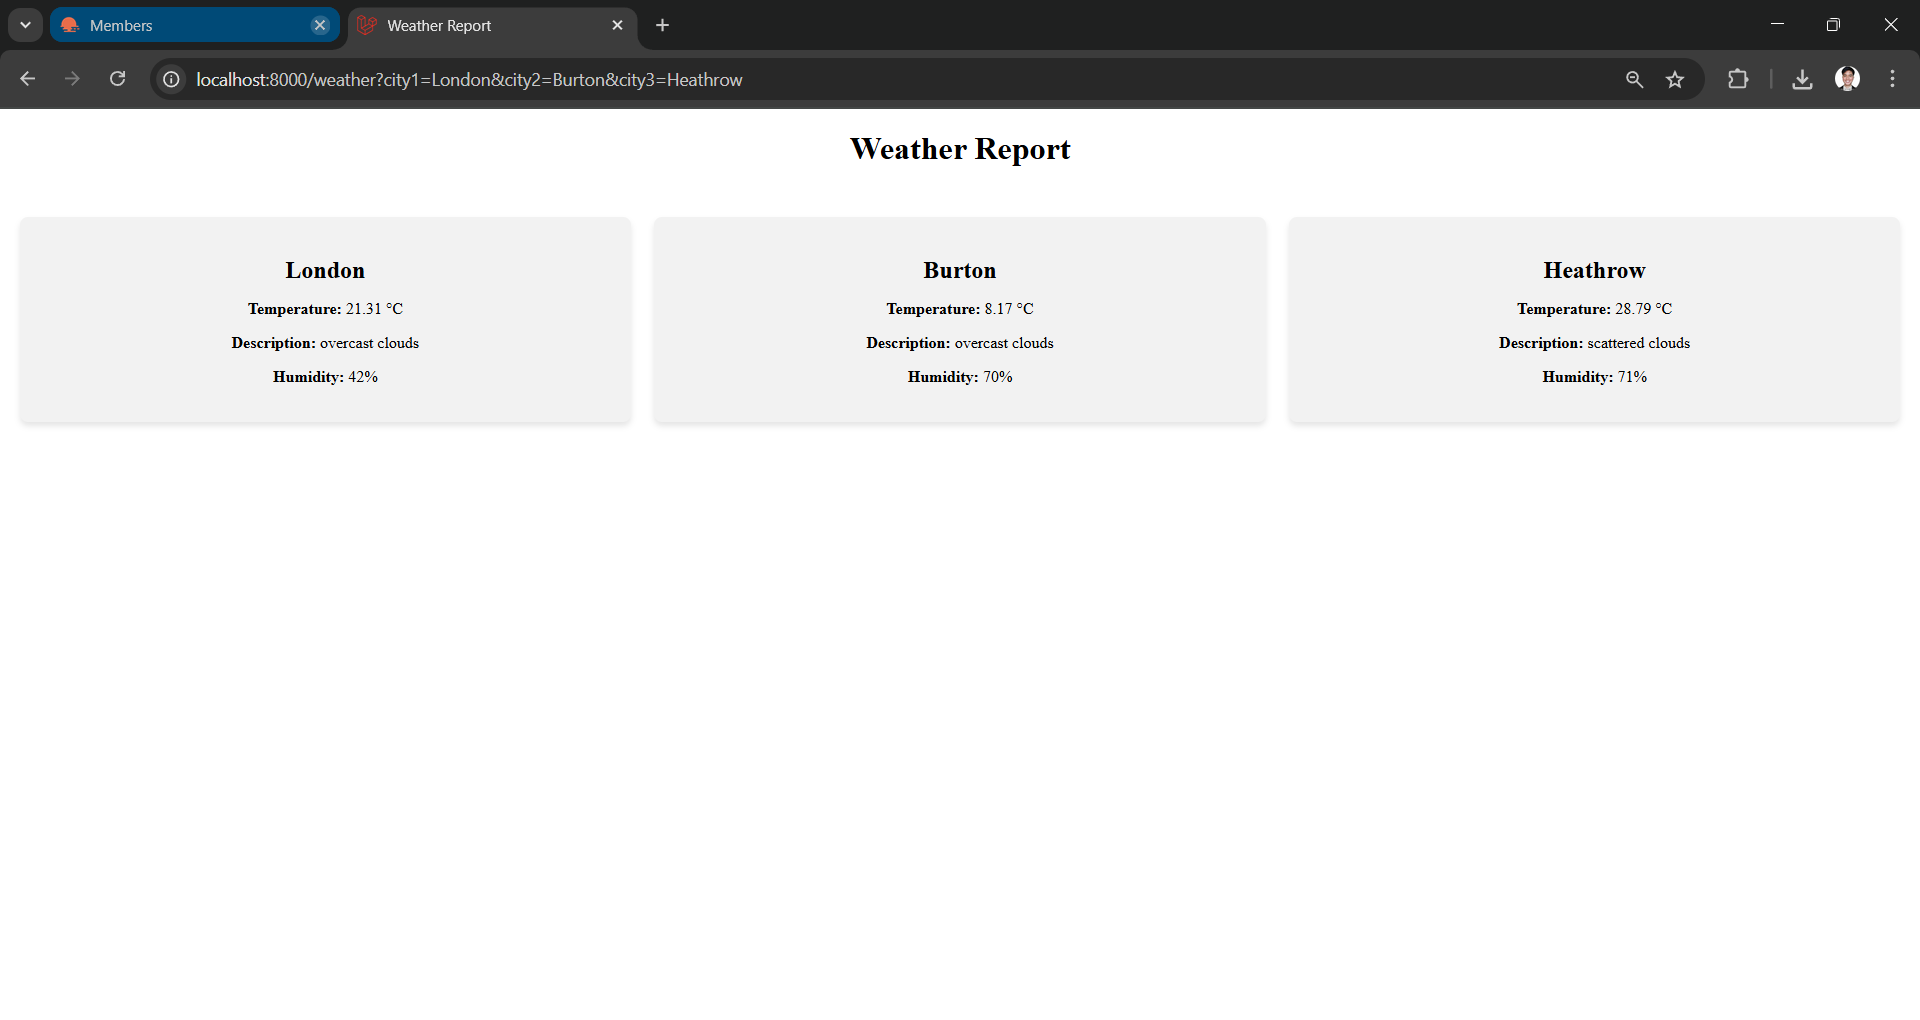 Members
Weather Report
localhost:8000/weather?city1=London&city2=Burton&city3=Heathrow
Weather Report
London
Temperature: 21.31 °C
Description: overcast clouds
Humidity: 42%
Burton
Temperature: 8.17 °C
Description: overcast clouds
Humidity: 70%
Heathrow
Temperature: 28.79 °C
Description: scattered clouds
Humidity: 71%